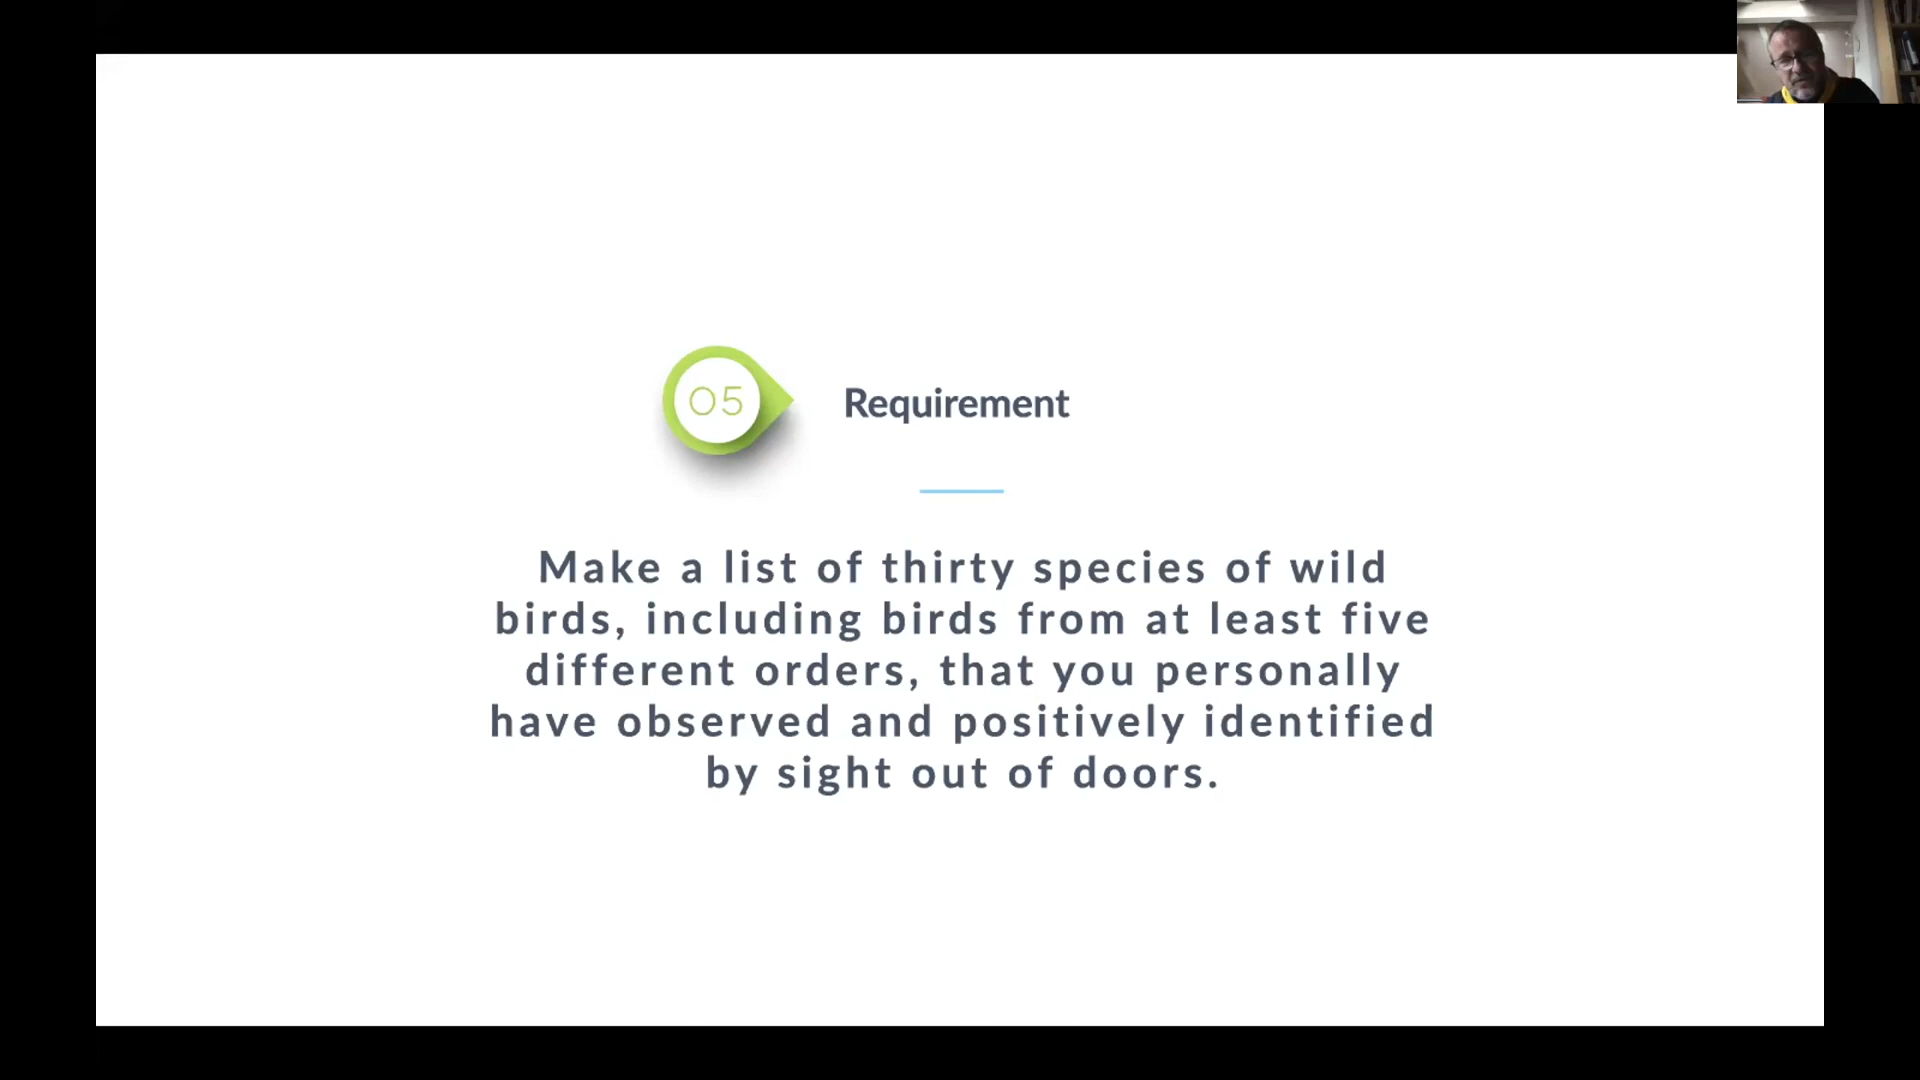 05
Requirement
Make a list of thirty species of wild
birds, including birds from at least five
different orders, that you personally
have observed and positively identified
by sight out of doors.